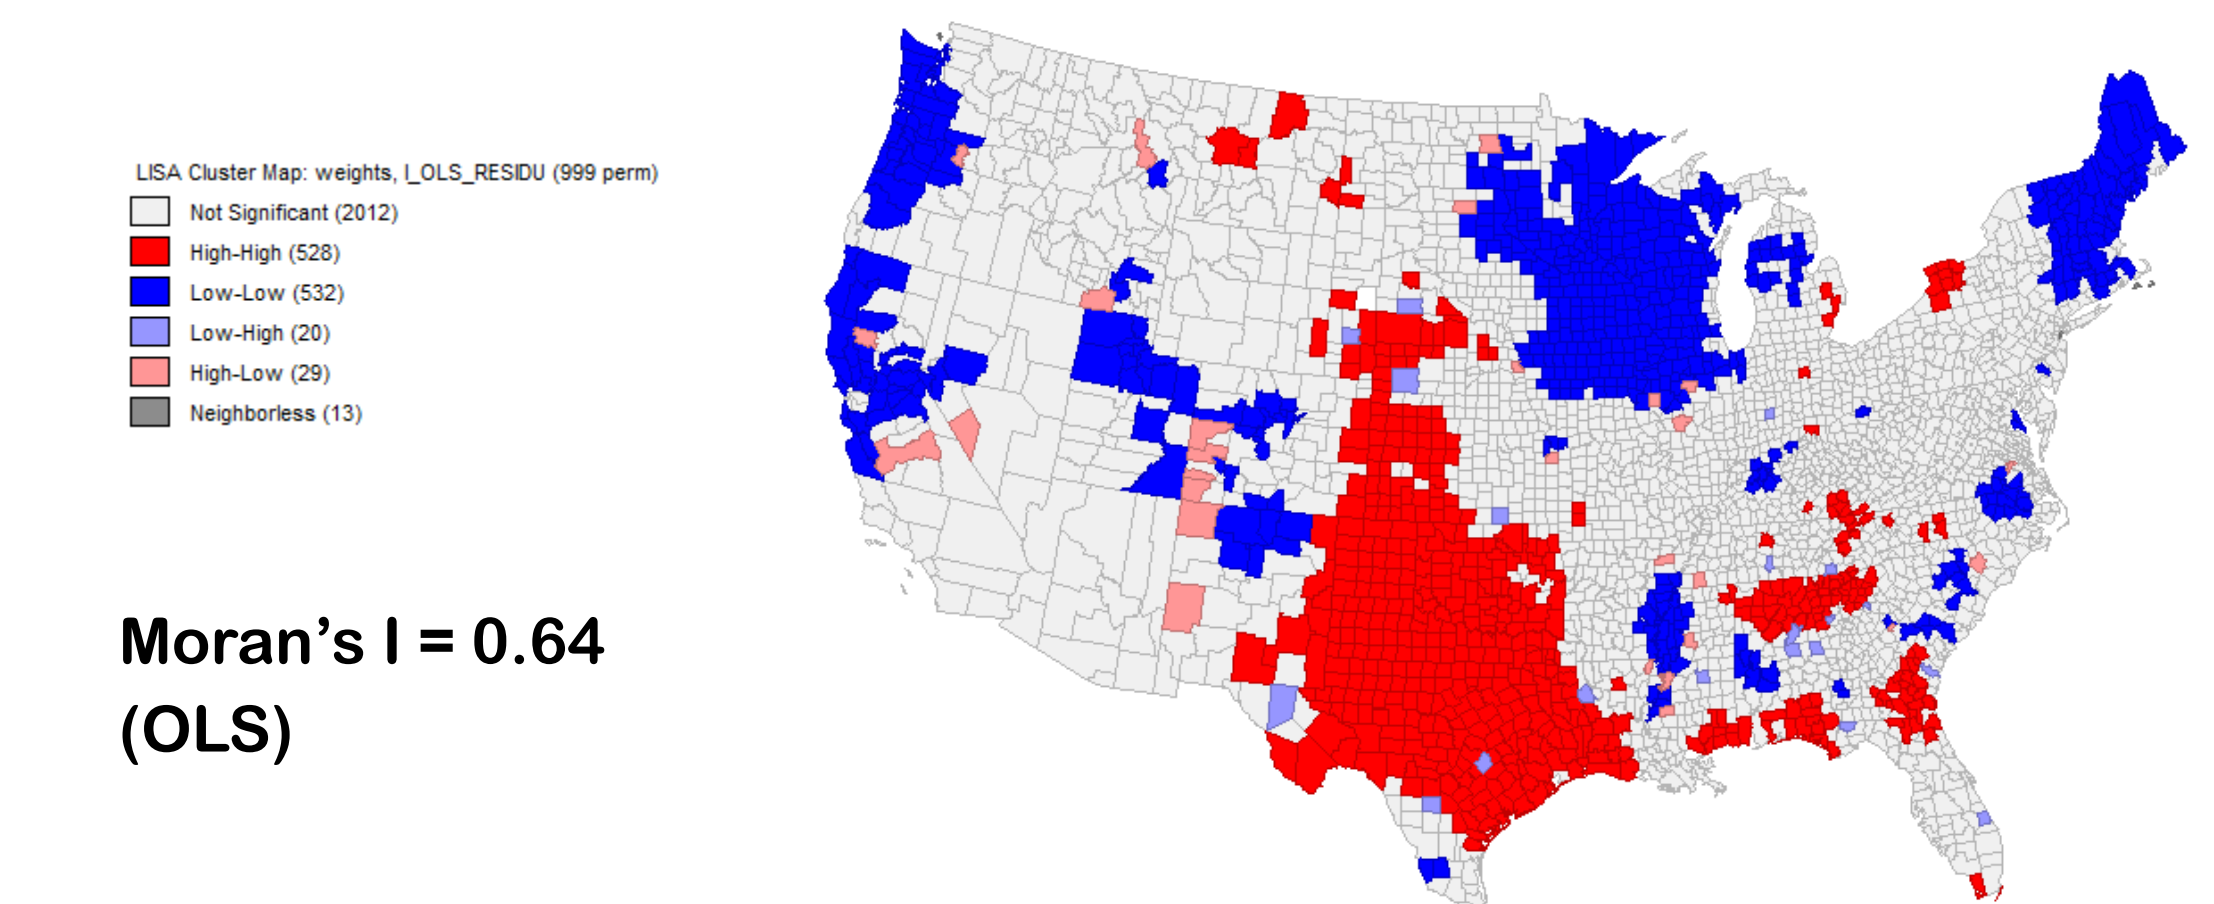 LISA Cluster Map: weights, I_OLS_RESIDU (999 perm)
Not Significant (2012)
High-High (528)
Low-Low (532)
Low-High (20)
High-Low (29)
Neighborless (13)
Moran's I = 0.64
(OLS)